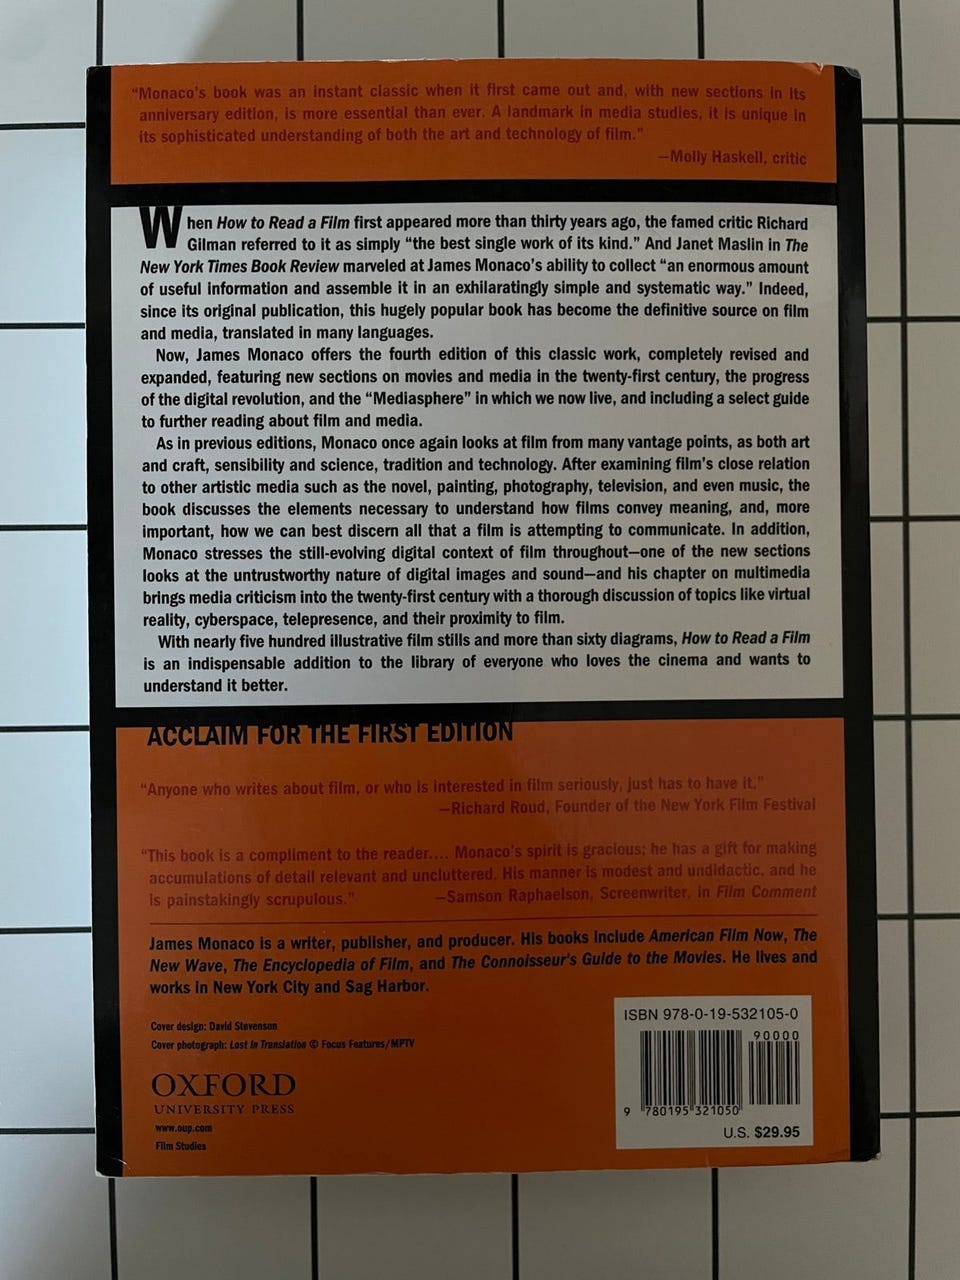 “Monaco’s book was an instant classic when it first came out and, with new sections in its
anniversary edition, is more essential than ever. A landmark in media studies, it is unique in
its sophisticated understanding of both the art and technology of film.”
—Molly Haskell, critic
When How to Read a Film first appeared more than thirty years ago, the famed critic Richard
Gilman referred to it as simply “the best single work of its kind.” And Janet Maslin in The
New York Times Book Review marveled at James Monaco’s ability to collect “an enormous amount
of useful information and assemble it in an exhilaratingly simple and systematic way.” Indeed,
since its original publication, this hugely popular book has become the definitive source on film
and media, translated in many languages.
Now, James Monaco offers the fourth edition of this classic work, completely revised and
expanded, featuring new sections on movies and media in the twenty-first century, the progress
of the digital revolution, and the “Mediasphere” in which we now live, and including a select guide
to further reading about film and media.
As in previous editions, Monaco once again looks at film from many vantage points, as both art
and craft, sensibility and science, tradition and technology. After examining film’s close relation
to other artistic media such as the novel, painting, photography, television, and even music, the
book discusses the elements necessary to understand how films convey meaning, and, more
important, how we can best discern all that a film is attempting to communicate. In addition,
Monaco stresses the still-evolving digital context of film throughout—one of the new sections
looks at the untrustworthy nature of digital images and sound—and his chapter on multimedia
brings media criticism into the twenty-first century with a thorough discussion of topics like virtual
reality, cyberspace, telepresence, and their proximity to film.
With nearly five hundred illustrative film stills and more than sixty diagrams, How to Read a Film
is an indispensable addition to the library of everyone who loves the cinema and wants to
understand it better.
ACCLAIM FOR THE FIRST EDITION
“Anyone who writes about film, or who is interested in film seriously, just has to have it.”
—Richard Roud, Founder of the New York Film Festival
“This book is a compliment to the reader.... Monaco’s spirit is gracious; he has a gift for making
accumulations of detail relevant and uncluttered. His manner is modest and undidactic, and he
is painstakingly scrupulous.” —Samson Raphaelson, Screenwriter, in Film Comment
James Monaco is a writer, publisher, and producer. His books include American Film Now, The
New Wave, The Encyclopedia of Film, and The Connoisseur’s Guide to the Movies. He lives and
works in New York City and Sag Harbor.
Cover design: David Stevenson
Cover photograph: Lost in Translation © Focus Features/MPTV
OXFORD
UNIVERSITY PRESS
www.oup.com
Film Studies
ISBN 978-0-19-532105-0
90000
9 780195 321050
U.S. $29.95